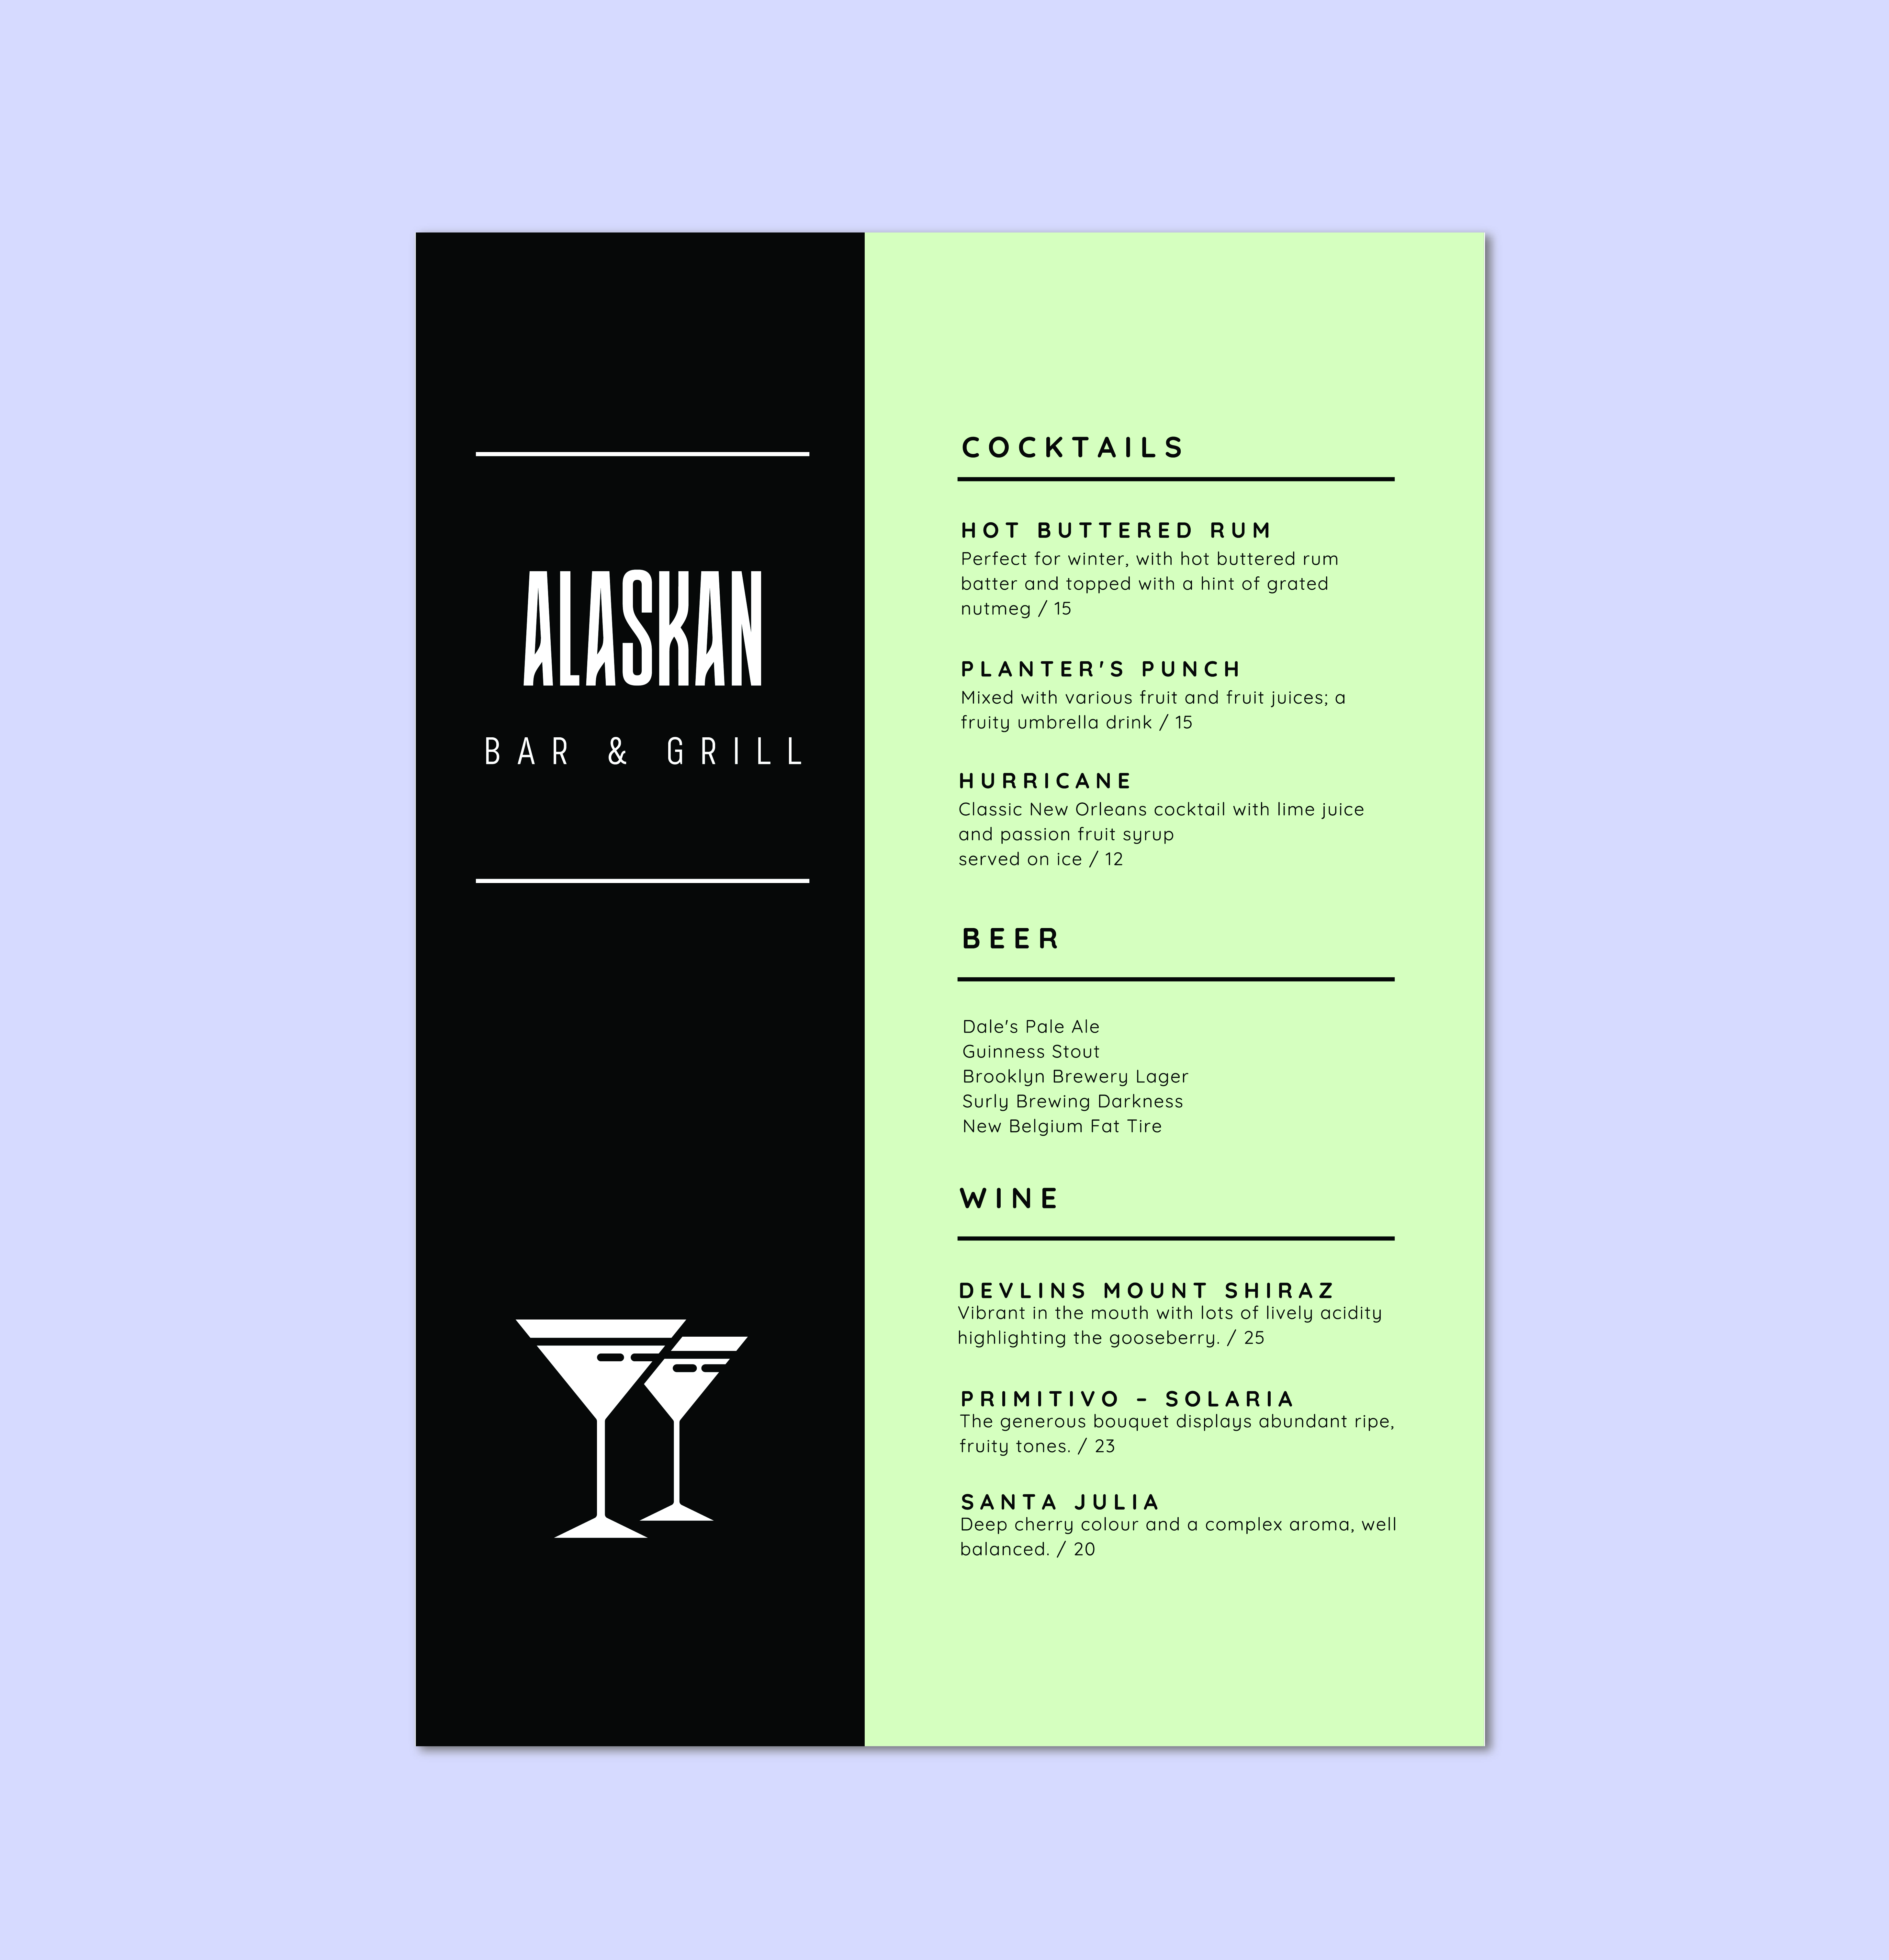 ALASKAN
BAR & GRILL
COCKTAILS
HOT BUTTERED RUM
Perfect for winter, with hot buttered rum
batter and topped with a hint of grated
nutmeg / 15
PLANTER'S PUNCH
Mixed with various fruit and fruit juices; a
fruity umbrella drink / 15
HURRICANE
Classic New Orleans cocktail with lime juice
and passion fruit syrup
served on ice / 12
BEER
Dale's Pale Ale
Guinness Stout
Brooklyn Brewery Lager
Surly Brewing Darkness
New Belgium Fat Tire
WINE
DEVLINS MOUNT SHIRAZ
Vibrant in the mouth with lots of lively acidity
highlighting the gooseberry. / 25
PRIMITIVO – SOLARIA
The generous bouquet displays abundant ripe,
fruity tones. / 23
SANTA JULIA
Deep cherry colour and a complex aroma, well
balanced. / 20